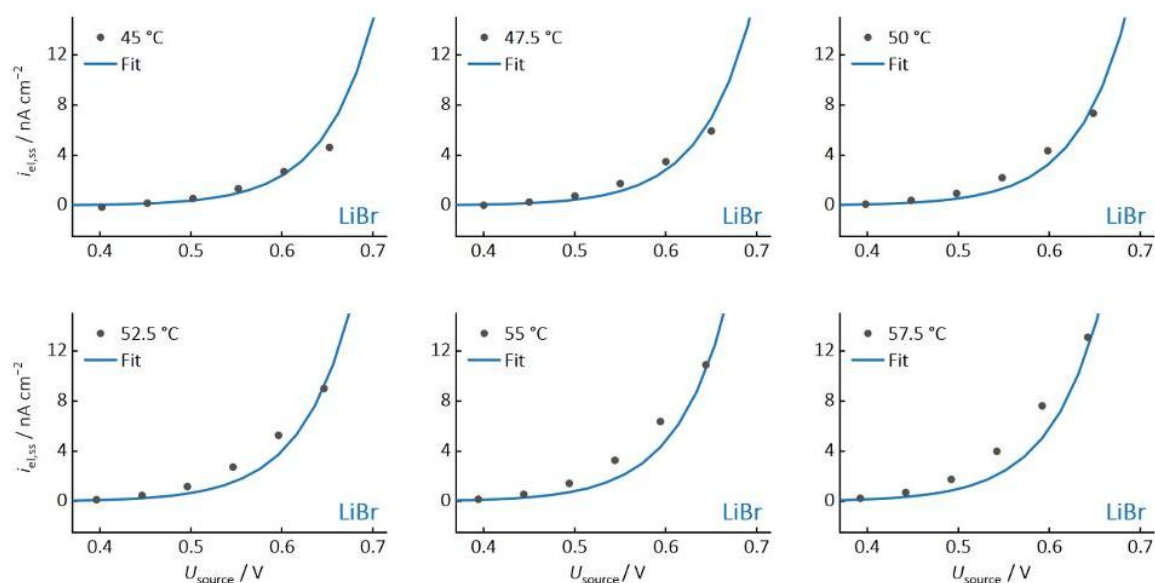 12
8
4
0
i_el,ss / nA cm⁻²
45 °C
Fit
LiBr
0.4 0.5 0.6 0.7
12
8
4
0
47.5 °C
Fit
LiBr
0.4 0.5 0.6 0.7
12
8
4
0
50 °C
Fit
LiBr
0.4 0.5 0.6 0.7
12
8
4
0
i_el,ss / nA cm⁻²
52.5 °C
Fit
LiBr
0.4 0.5 0.6 0.7
U_source / V
12
8
4
0
55 °C
Fit
LiBr
0.4 0.5 0.6 0.7
U_source / V
12
8
4
0
57.5 °C
Fit
LiBr
0.4 0.5 0.6 0.7
U_source / V